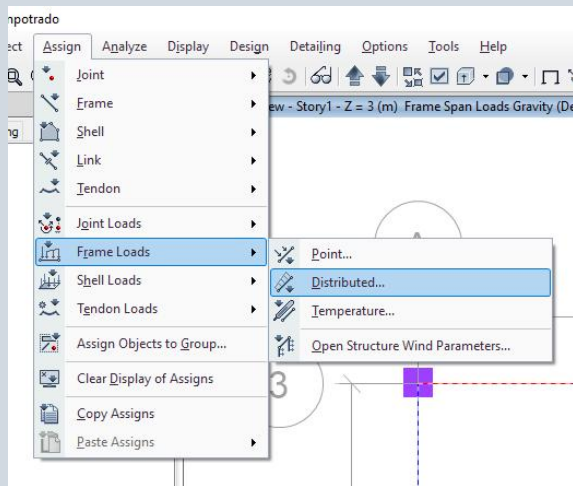 mpotrado
ect Assign Analyze Display Design Detailing Options Tools Help
ew - Story1 - Z = 3 (m) Frame Span Loads Gravity (De
ng
Joint
Frame
Shell
Link
Tendon
Joint Loads
Frame Loads
Shell Loads
Tendon Loads
Assign Objects to Group...
Clear Display of Assigns
Copy Assigns
Paste Assigns
Point...
Distributed...
Temperature...
Open Structure Wind Parameters...
3